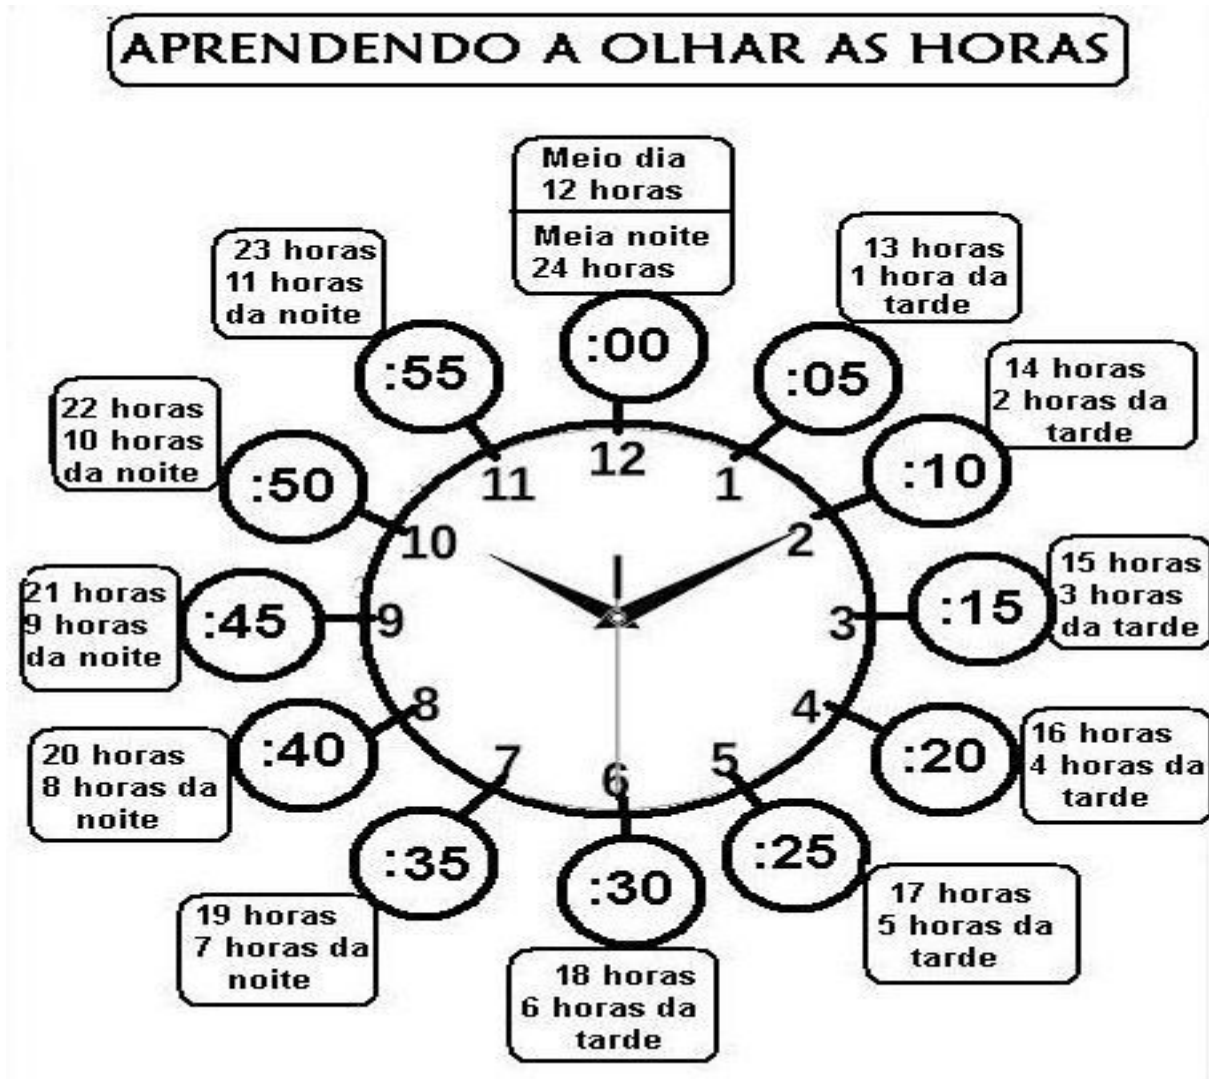 APRENDENDO A OLHAR AS HORAS
Meio dia
12 horas
Meia noite
24 horas
13 horas
1 hora da
tarde
14 horas
2 horas da
tarde
15 horas
3 horas
da tarde
16 horas
4 horas da
tarde
17 horas
5 horas da
tarde
18 horas
6 horas da
tarde
19 horas
7 horas da
noite
20 horas
8 horas da
noite
21 horas
9 horas
da noite
22 horas
10 horas
da noite
23 horas
11 horas
da noite
:00
:05
:10
:15
:20
:25
:30
:35
:40
:45
:50
:55
12
1
2
3
4
5
6
7
8
9
10
11